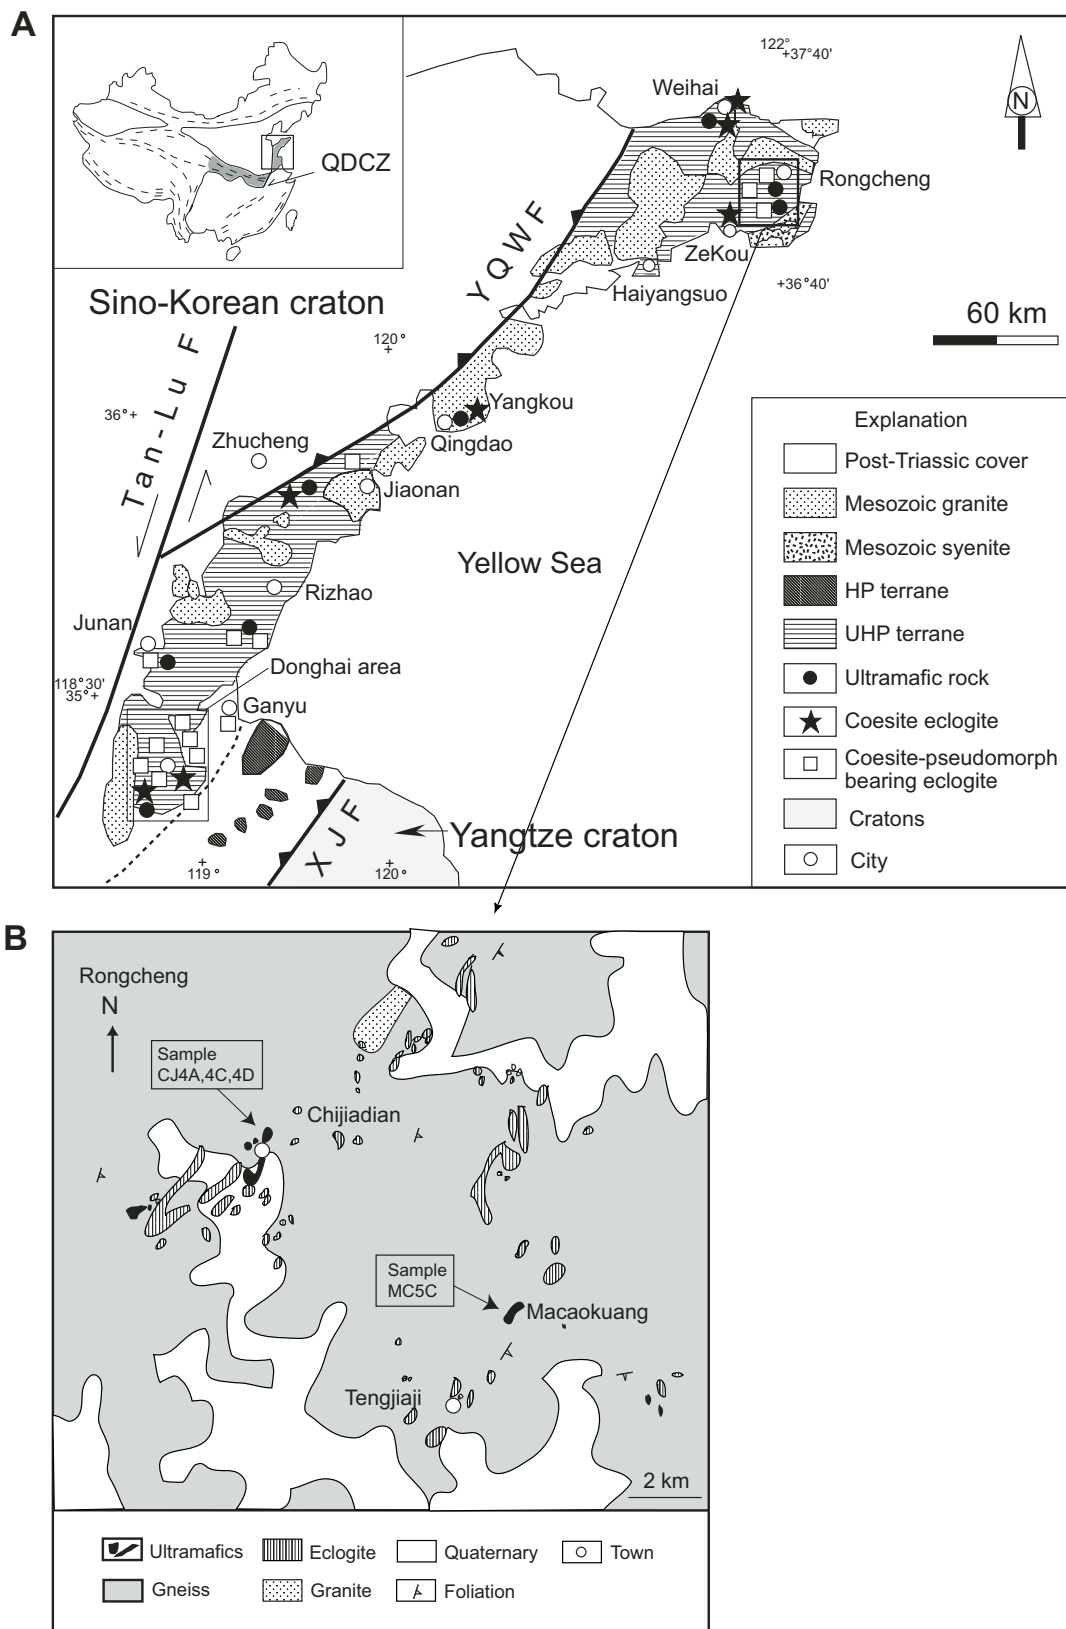 A
122°
+37°40'
Weihai
N
QDCZ
Rongcheng
YQWF
ZeKou
+36°40'
Haiyangsuo
Sino-Korean craton
60 km
120°
+
Tan-Lu F
36°+
Yangkou
Explanation
Qingdao
Zhucheng
Post-Triassic cover
Jiaonan
Mesozoic granite
Mesozoic syenite
Yellow Sea
HP terrane
Rizhao
Junan
UHP terrane
Donghai area
Ultramafic rock
118°30'
35°+
Ganyu
Coesite eclogite
Coesite-pseudomorph
bearing eclogite
Cratons
XJF
Yangtze craton
City
+
119°
+
120°
B
Rongcheng
N
Sample
CJ4A,4C,4D
Chijiadian
Sample
MC5C
Macaokuang
Tengjiaji
2 km
Ultramafics
Eclogite
Quaternary
Town
Gneiss
Granite
Foliation